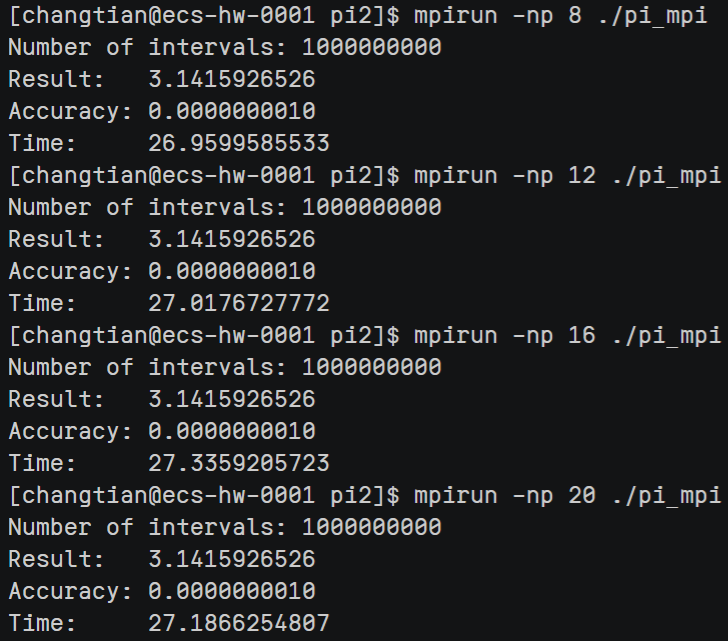 [changtian@ecs-hw-0001 pi2]$ mpirun -np 8 ./pi_mpi
Number of intervals: 1000000000
Result:   3.1415926526
Accuracy: 0.0000000010
Time:     26.9599585533
[changtian@ecs-hw-0001 pi2]$ mpirun -np 12 ./pi_mpi
Number of intervals: 1000000000
Result:   3.1415926526
Accuracy: 0.0000000010
Time:     27.0176727772
[changtian@ecs-hw-0001 pi2]$ mpirun -np 16 ./pi_mpi
Number of intervals: 1000000000
Result:   3.1415926526
Accuracy: 0.0000000010
Time:     27.3359205723
[changtian@ecs-hw-0001 pi2]$ mpirun -np 20 ./pi_mpi
Number of intervals: 1000000000
Result:   3.1415926526
Accuracy: 0.0000000010
Time:     27.1866254807